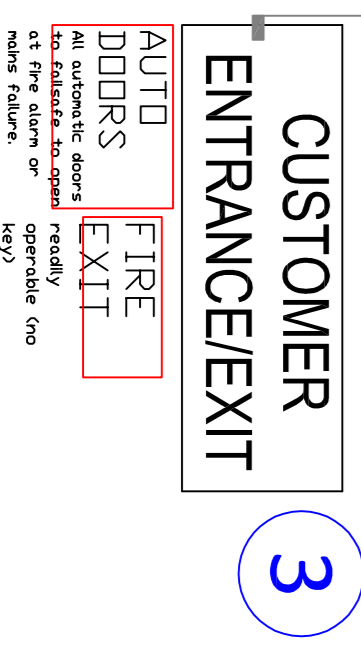 CUSTOMER
ENTRANCE/EXIT
AUTO
DOORS
All automatic doors
to failsafe to open
at fire alarm or
mains failure.
FIRE
EXIT
readily
operable (no
key)
3